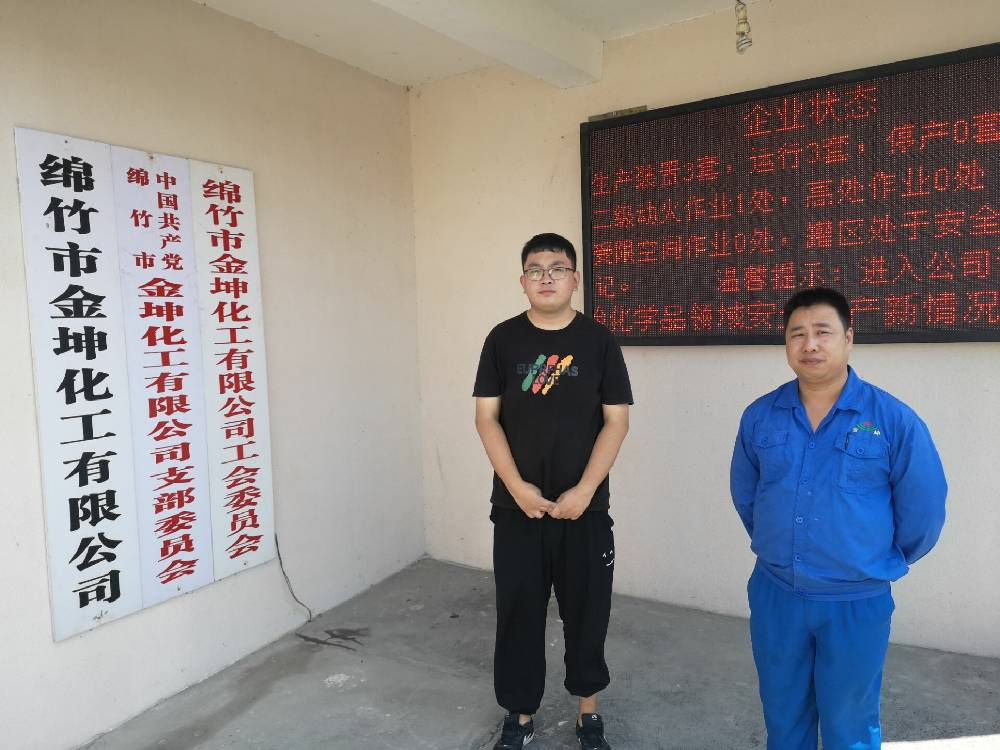 绵竹市金坤化工有限公司
中国共产党
绵竹市
金坤化工有限公司支部委员会
绵竹市金坤化工有限公司工会委员会
企业状态
生产装置3套，运行3套，停产0套
二级动火作业1处，高处作业0处
受限空间作业0处，罐区处于安全
记。 温馨提示：进入公司
危化学品领域安 产新情况